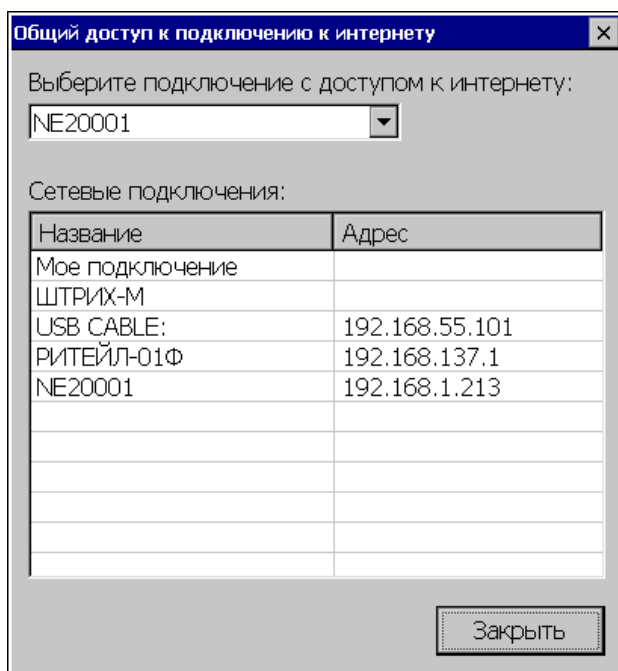 Общий доступ к подключению к интернету
Выберите подключение с доступом к интернету:
NE20001
Сетевые подключения:
Название Адрес
Мое подключение
ШТРИХ-М
USB CABLE: 192.168.55.101
РИТЕЙЛ-01Ф 192.168.137.1
NE20001 192.168.1.213
Закрыть